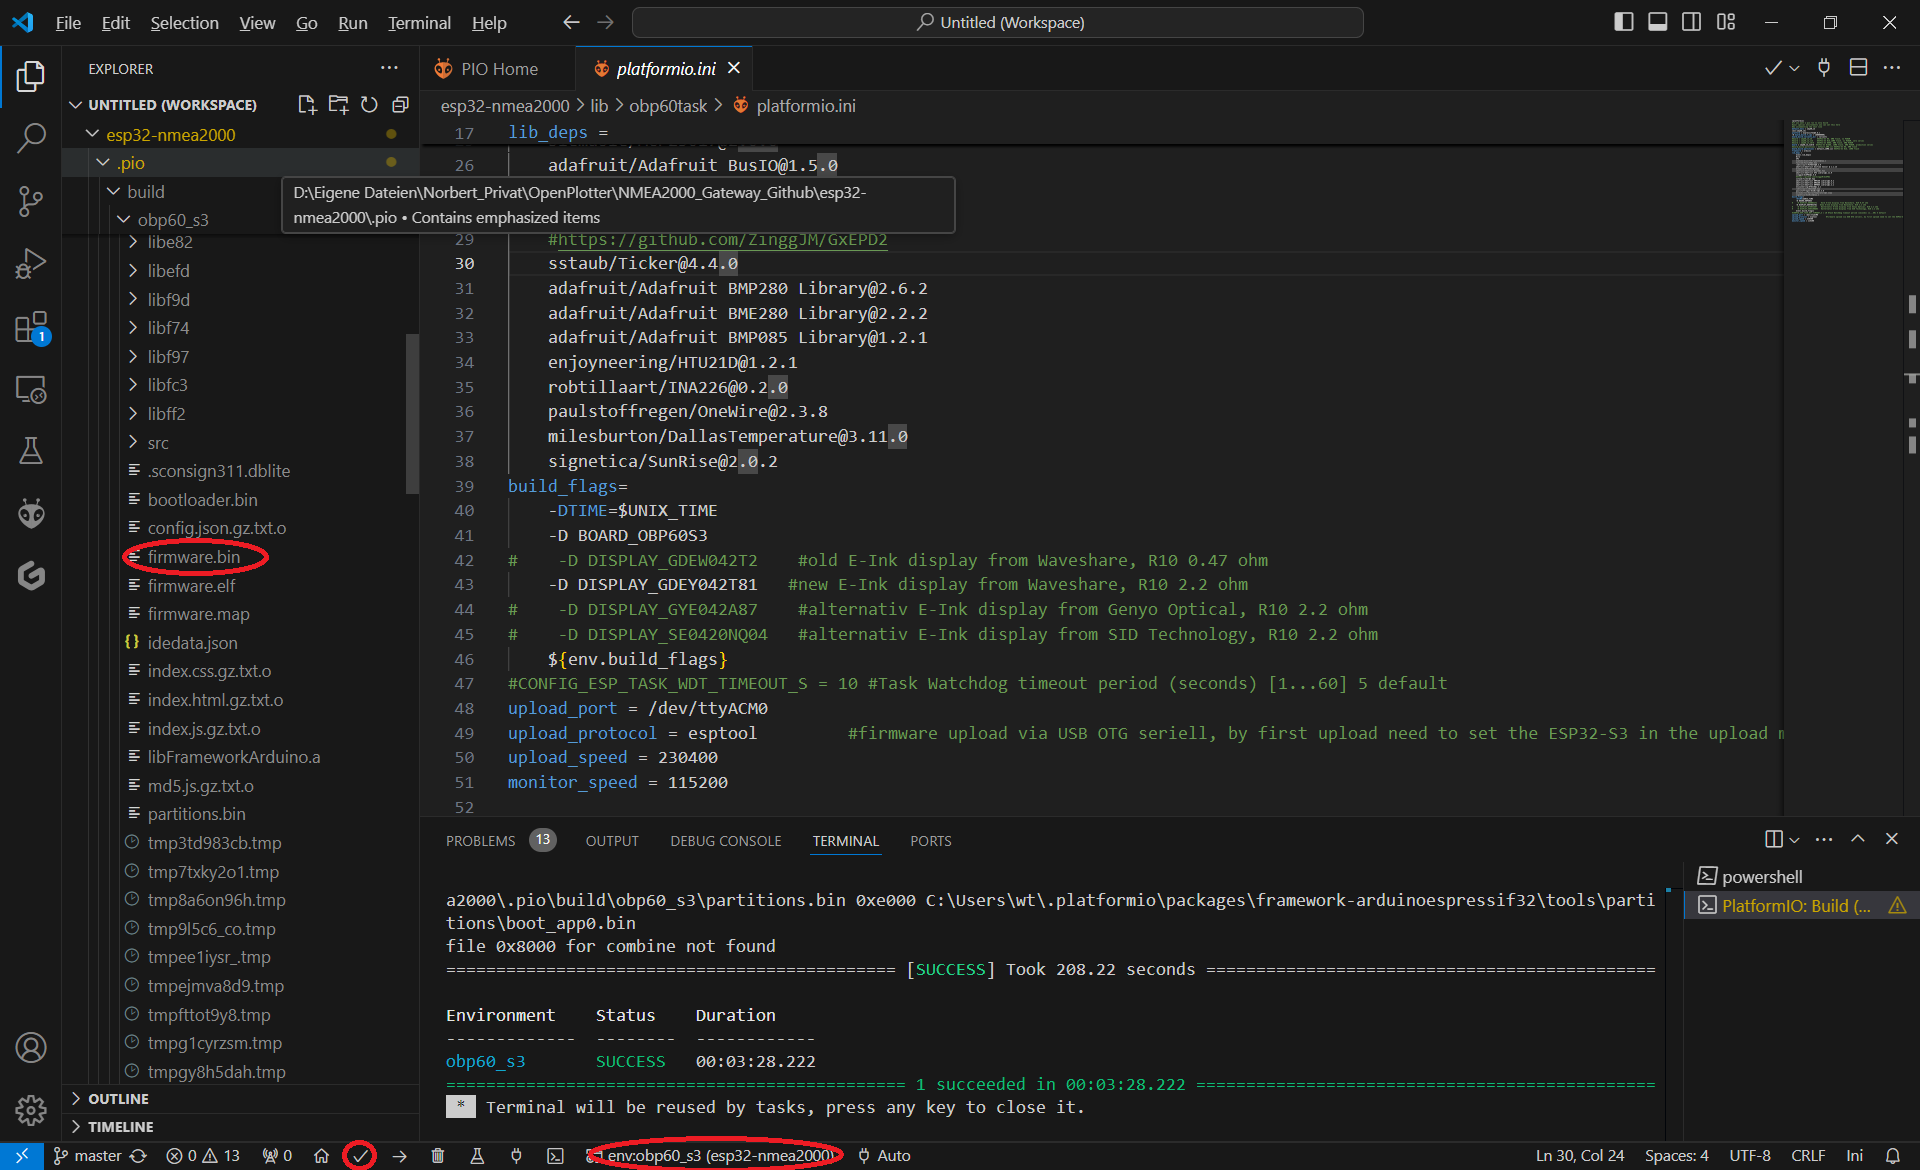 File Edit Selection View Go Run Terminal Help
Untitled (Workspace)
EXPLORER
UNTITLED (WORKSPACE)
esp32-nmea2000
.pio
build
obp60_s3
libe82
libefd
libf9d
libf74
libf97
libfc3
libff2
src
.sconsign311.dblite
bootloader.bin
config.json.gz.txt.o
firmware.bin
firmware.elf
firmware.map
idedata.json
index.css.gz.txt.o
index.html.gz.txt.o
index.js.gz.txt.o
libFrameworkArduino.a
md5.js.gz.txt.o
partitions.bin
tmp3td983cb.tmp
tmp7txky2o1.tmp
tmp8a6on96h.tmp
tmp9l5c6_co.tmp
tmpee1iysr_.tmp
tmpejmva8d9.tmp
tmpfttot9y8.tmp
tmpg1cyrzsm.tmp
tmpgy8h5dah.tmp
OUTLINE
TIMELINE
1
PIO Home
platformio.ini
esp32-nmea2000 > lib > obp60task > platformio.ini
17 lib_deps =
26 adafruit/Adafruit BusIO@1.5.0
D:\Eigene Dateien\Norbert_Privat\OpenPlotter\NMEA2000_Gateway_Github\esp32-
nmea2000\.pio • Contains emphasized items
29 #https://github.com/ZinggJM/GxEPD2
30 sstaub/Ticker@4.4.0
31 adafruit/Adafruit BMP280 Library@2.6.2
32 adafruit/Adafruit BME280 Library@2.2.2
33 adafruit/Adafruit BMP085 Library@1.2.1
34 enjoyneering/HTU21D@1.2.1
35 robtillaart/INA226@0.2.0
36 paulstoffregen/OneWire@2.3.8
37 milesburton/DallasTemperature@3.11.0
38 signetica/SunRise@2.0.2
39 build_flags=
40 -DTIME=$UNIX_TIME
41 -D BOARD_OBP60S3
42 # -D DISPLAY_GDEW042T2 #old E-Ink display from Waveshare, R10 0.47 ohm
43 -D DISPLAY_GDEY042T81 #new E-Ink display from Waveshare, R10 2.2 ohm
44 # -D DISPLAY_GYE042A87 #alternativ E-Ink display from Genyo Optical, R10 2.2 ohm
45 # -D DISPLAY_SE0420NQ04 #alternativ E-Ink display from SID Technology, R10 2.2 ohm
46 ${env.build_flags}
47 #CONFIG_ESP_TASK_WDT_TIMEOUT_S = 10 #Task Watchdog timeout period (seconds) [1...60] 5 default
48 upload_port = /dev/ttyACM0
49 upload_protocol = esptool #firmware upload via USB OTG seriell, by first upload need to set the ESP32-S3 in the upload
50 upload_speed = 230400
51 monitor_speed = 115200
52
PROBLEMS 13 OUTPUT DEBUG CONSOLE TERMINAL PORTS
a2000\.pio\build\obp60_s3\partitions.bin 0xe000 C:\Users\wt\.platformio\packages\framework-arduinoespressif32\tools\parti
tions\boot_app0.bin
file 0x8000 for combine not found
============================================= [SUCCESS] Took 208.22 seconds =============================================
Environment Status Duration
------------- -------- ------------
obp60_s3 SUCCESS 00:03:28.222
============================================== 1 succeeded in 00:03:28.222 ==============================================
* Terminal will be reused by tasks, press any key to close it.
powershell
PlatformIO: Build (...
master 0 13 0 env:obp60_s3 (esp32-nmea2000) Auto Ln 30, Col 24 Spaces: 4 UTF-8 CRLF Ini